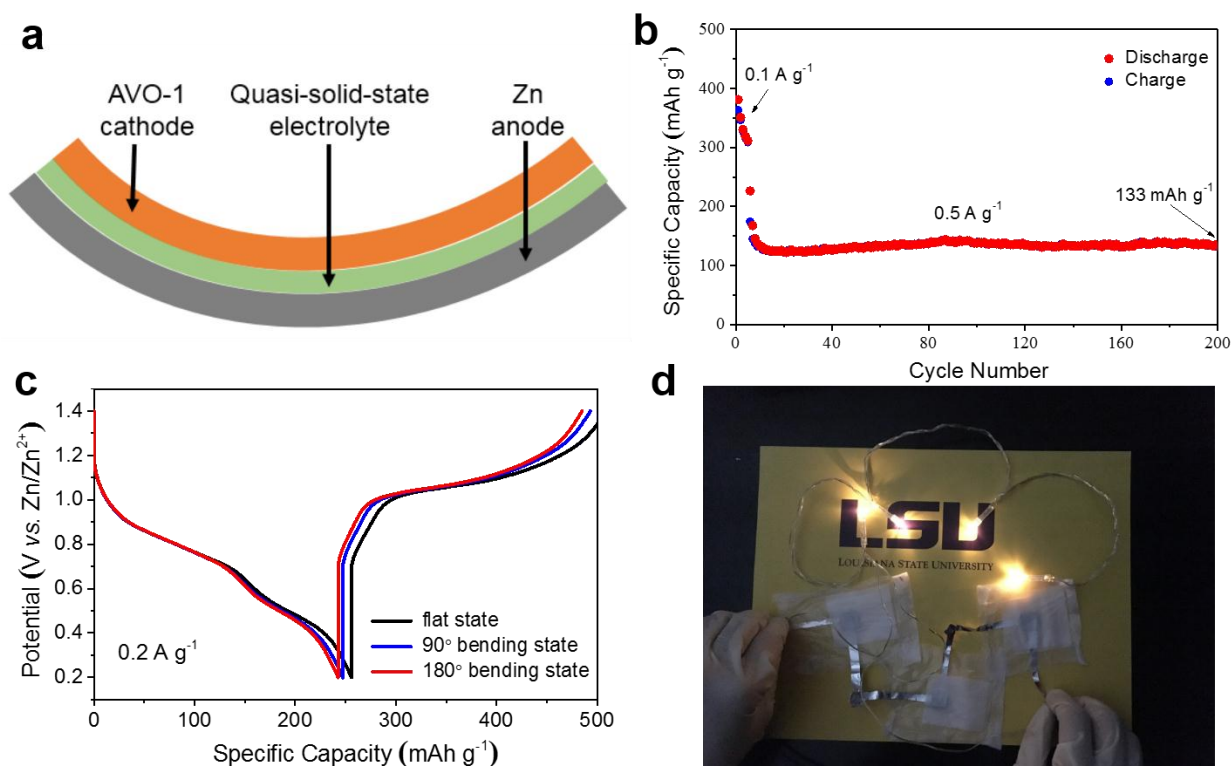 a
AVO-1
cathode
Quasi-solid-state
electrolyte
Zn
anode
b
Specific Capacity (mAh g⁻¹)
500
400
300
200
100
0
0
40
80
120
160
200
Cycle Number
0.1 A g⁻¹
0.5 A g⁻¹
133 mAh g⁻¹
Discharge
Charge
c
Potential (V vs. Zn/Zn²⁺)
1.4
1.2
1.0
0.8
0.6
0.4
0.2
0
100
200
300
400
500
Specific Capacity (mAh g⁻¹)
0.2 A g⁻¹
flat state
90° bending state
180° bending state
d
LSU
LOUISIANA STATE UNIVERSITY